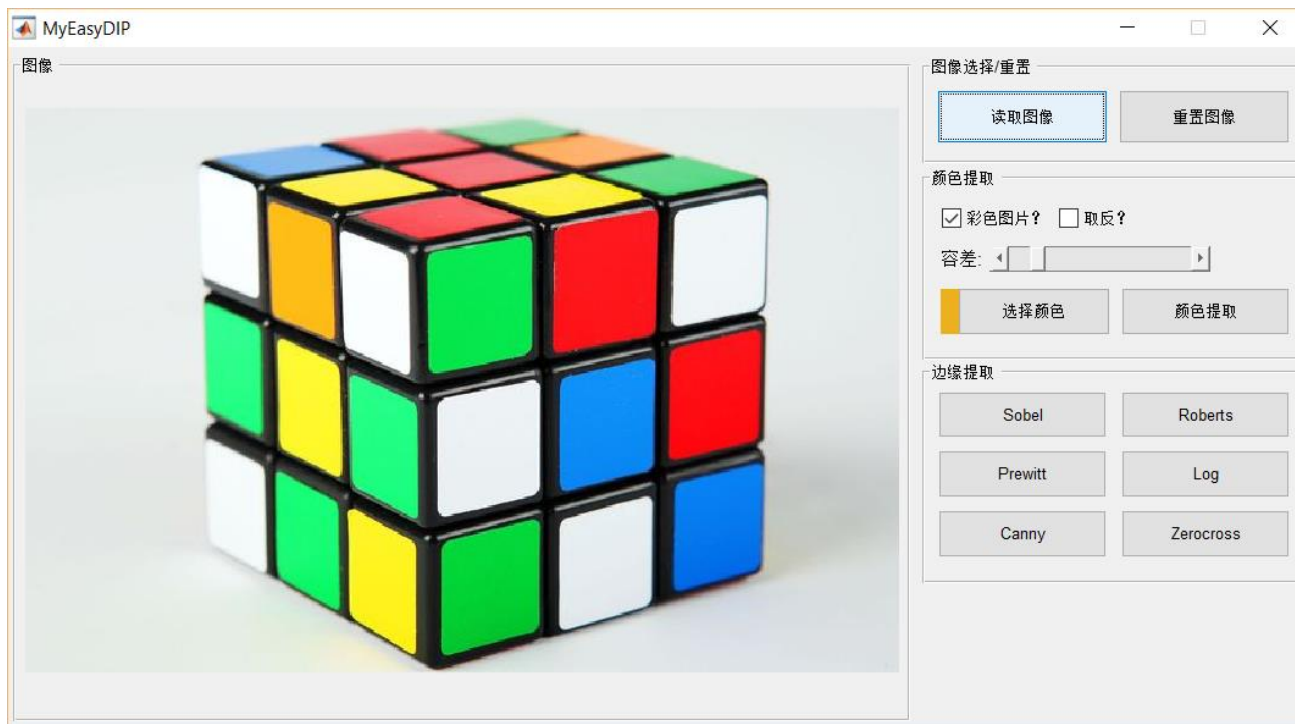 MyEasyDIP
图像
图像选择/重置
读取图像 重置图像
颜色提取
彩色图片? 取反?
容差:
选择颜色 颜色提取
边缘提取
Sobel Roberts
Prewitt Log
Canny Zerocross